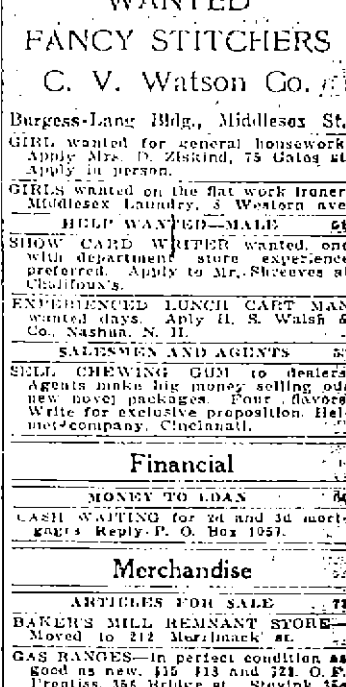 WANTED
FANCY STITCHERS
C. V. Watson Co.
Burgess-Lang Bldg., Middlesex St.
GIRL wanted for general housework
Apply Mrs. D. Ziskind, 75 Gates st
Apply in person.
GIRLS wanted on the flat work ironer
Middlesex Laundry, 3 Western ave
HELP WANTED—MALE
SHOW CARD WRITER wanted, one
with department store experience
preferred. Apply to Mr. Shreeves at
Chalifoux's.
EXPERIENCED LUNCH CART MAN
wanted days. Aply H. S. Walsh &
Co., Nashua, N. H.
SALESMEN AND AGENTS
SELL CHEWING GUM to dealers
Agents make big money selling our
new novel packages. Four flavors
Write for exclusive proposition. Hel-
met company, Cincinnati.
Financial
MONEY TO LOAN
CASH WAITING for 2d and 3d mort-
gages Reply P. O. Box 1957.
Merchandise
ARTICLES FOR SALE
BAKER'S MILL REMNANT STORE—
Moved to 212 Merrimack st.
GAS RANGES—In perfect condition as
good as new. $15 $13 and O. F.
Prentiss, 356 Bridge st.